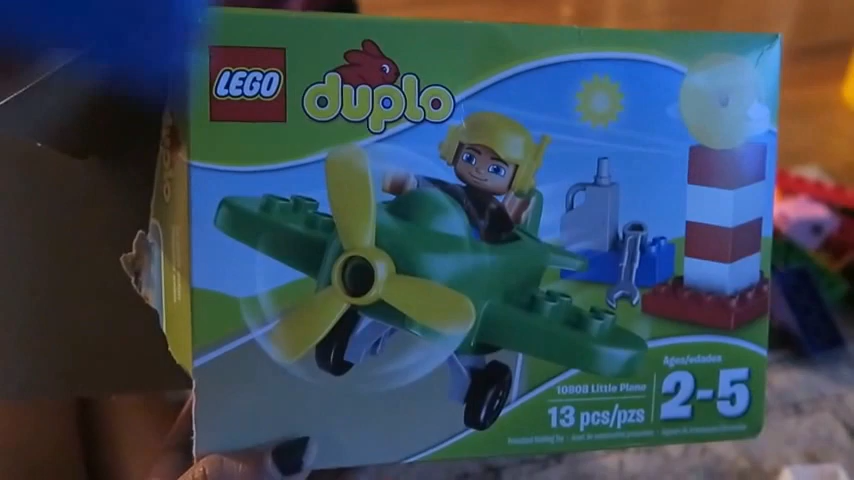 LEGO
duplo
Ages/edades
2-5
10808 Little Plane
13 pcs/pzs